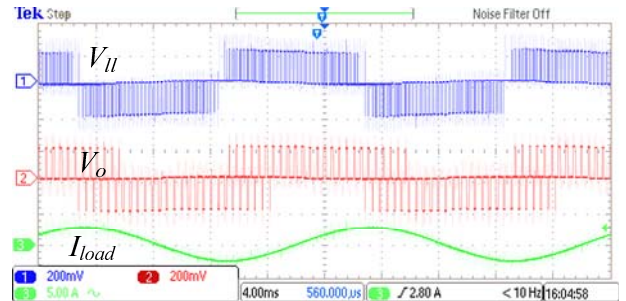 Tek Stop Noise Filter Off
V_ll
1
V_o
2
I_load
3
1 200mV 2 200mV
3 5.00 A 4.00ms 560.000µs 3 2.80 A < 10 Hz 16:04:58